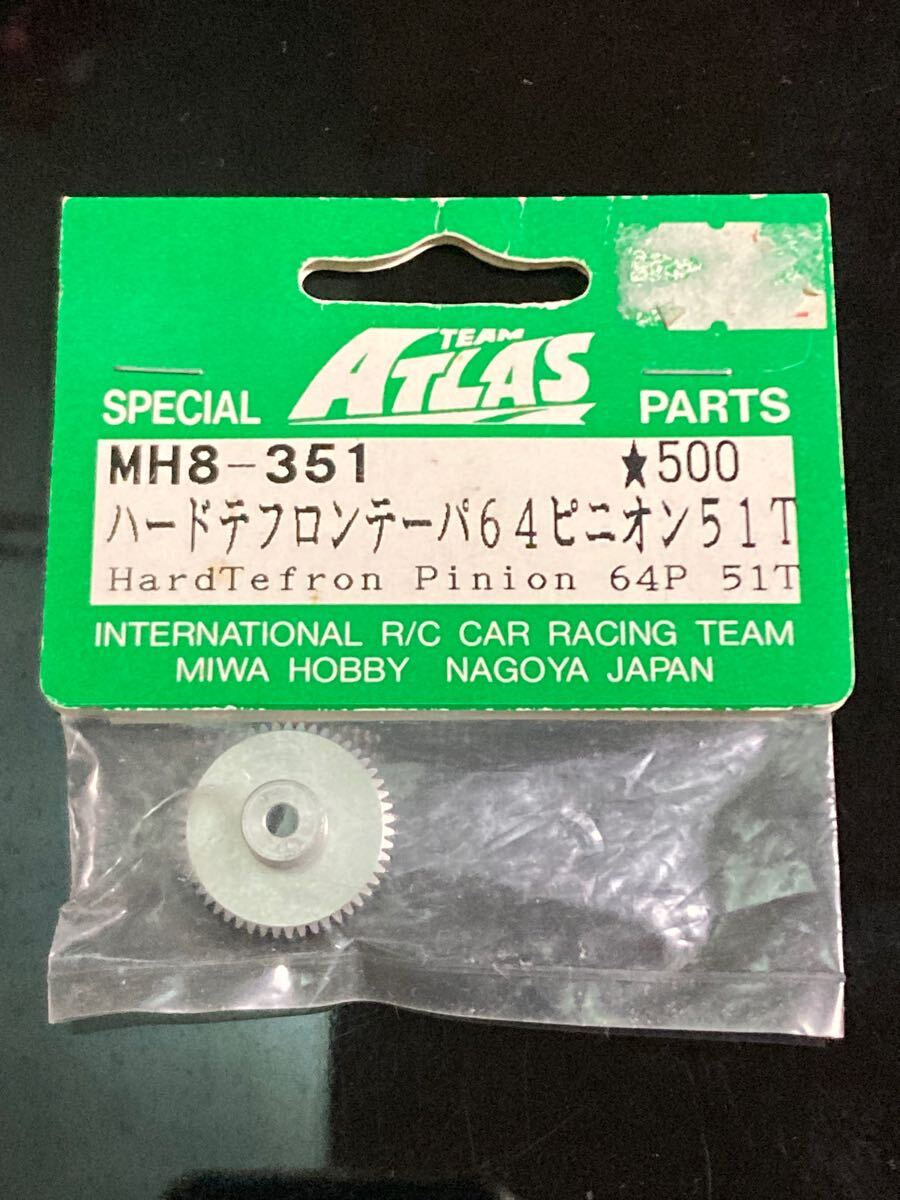 TEAM
ATLAS
SPECIAL PARTS
MH8-351 ★500
ハードテフロンテーパ64ピニオン51T
HardTefron Pinion 64P 51T
INTERNATIONAL R/C CAR RACING TEAM
MIWA HOBBY NAGOYA JAPAN